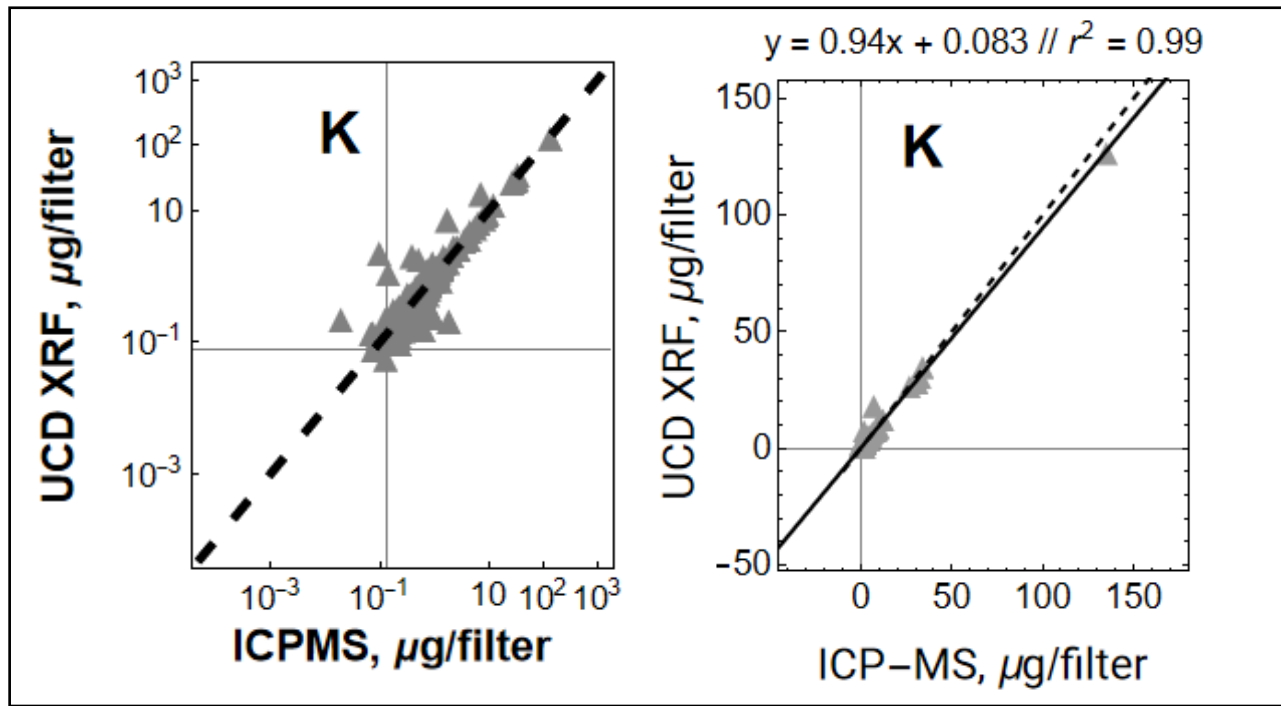 K
UCD XRF, µg/filter
10³
10²
10
10⁻¹
10⁻³
10⁻³
10⁻¹
10
10²
10³
ICPMS, µg/filter
y = 0.94x + 0.083 // r² = 0.99
K
UCD XRF, µg/filter
150
100
50
0
−50
0
50
100
150
ICP−MS, µg/filter